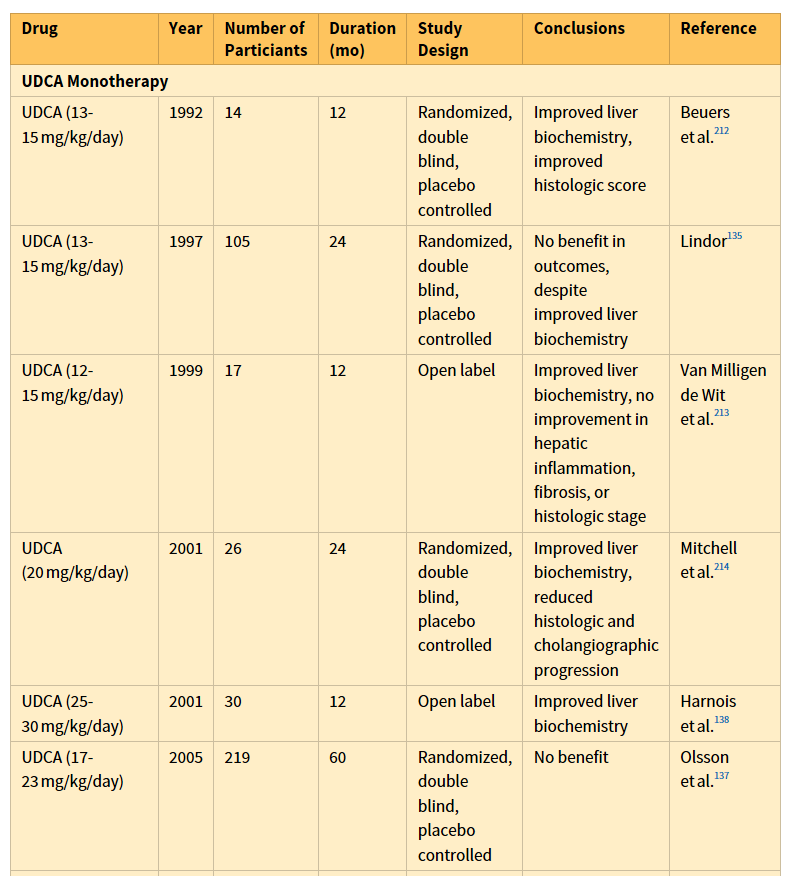 Drug Year Number of Particiants Duration (mo) Study Design Conclusions Reference
UDCA Monotherapy
UDCA (13-
15 mg/kg/day)
1992
14
12
Randomized,
double
blind,
placebo
controlled
Improved liver
biochemistry,
improved
histologic score
Beuers
et al.212
UDCA (13-
15 mg/kg/day)
1997
105
24
Randomized,
double
blind,
placebo
controlled
No benefit in
outcomes,
despite
improved liver
biochemistry
Lindor135
UDCA (12-
15 mg/kg/day)
1999
17
12
Open label
Improved liver
biochemistry, no
improvement in
hepatic
inflammation,
fibrosis, or
histologic stage
Van Milligen
de Wit
et al.213
UDCA
(20 mg/kg/day)
2001
26
24
Randomized,
double
blind,
placebo
controlled
Improved liver
biochemistry,
reduced
histologic and
cholangiographic
progression
Mitchell
et al.214
UDCA (25-
30 mg/kg/day)
2001
30
12
Open label
Improved liver
biochemistry
Harnois
et al.138
UDCA (17-
23 mg/kg/day)
2005
219
60
Randomized,
double
blind,
placebo
controlled
No benefit
Olsson
et al.137